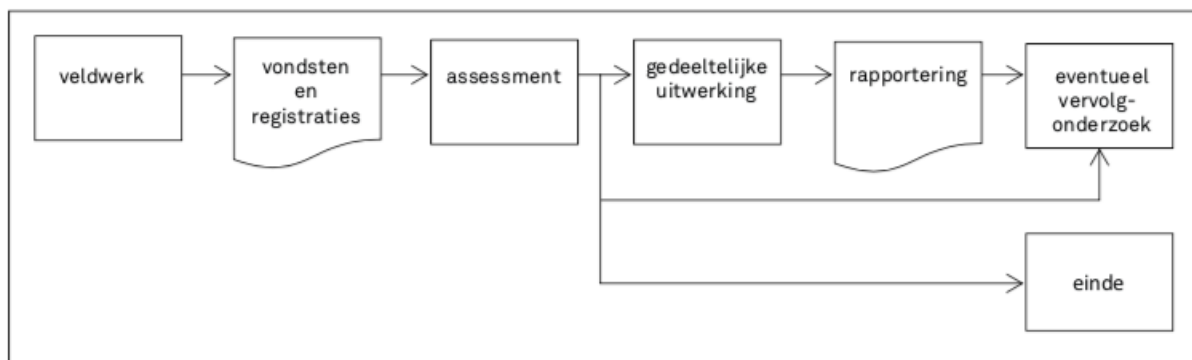 veldwerk
vondsten
en
registraties
assessment
gedeeltelijke
uitwerking
rapportering
eventueel
vervolg-
onderzoek
einde